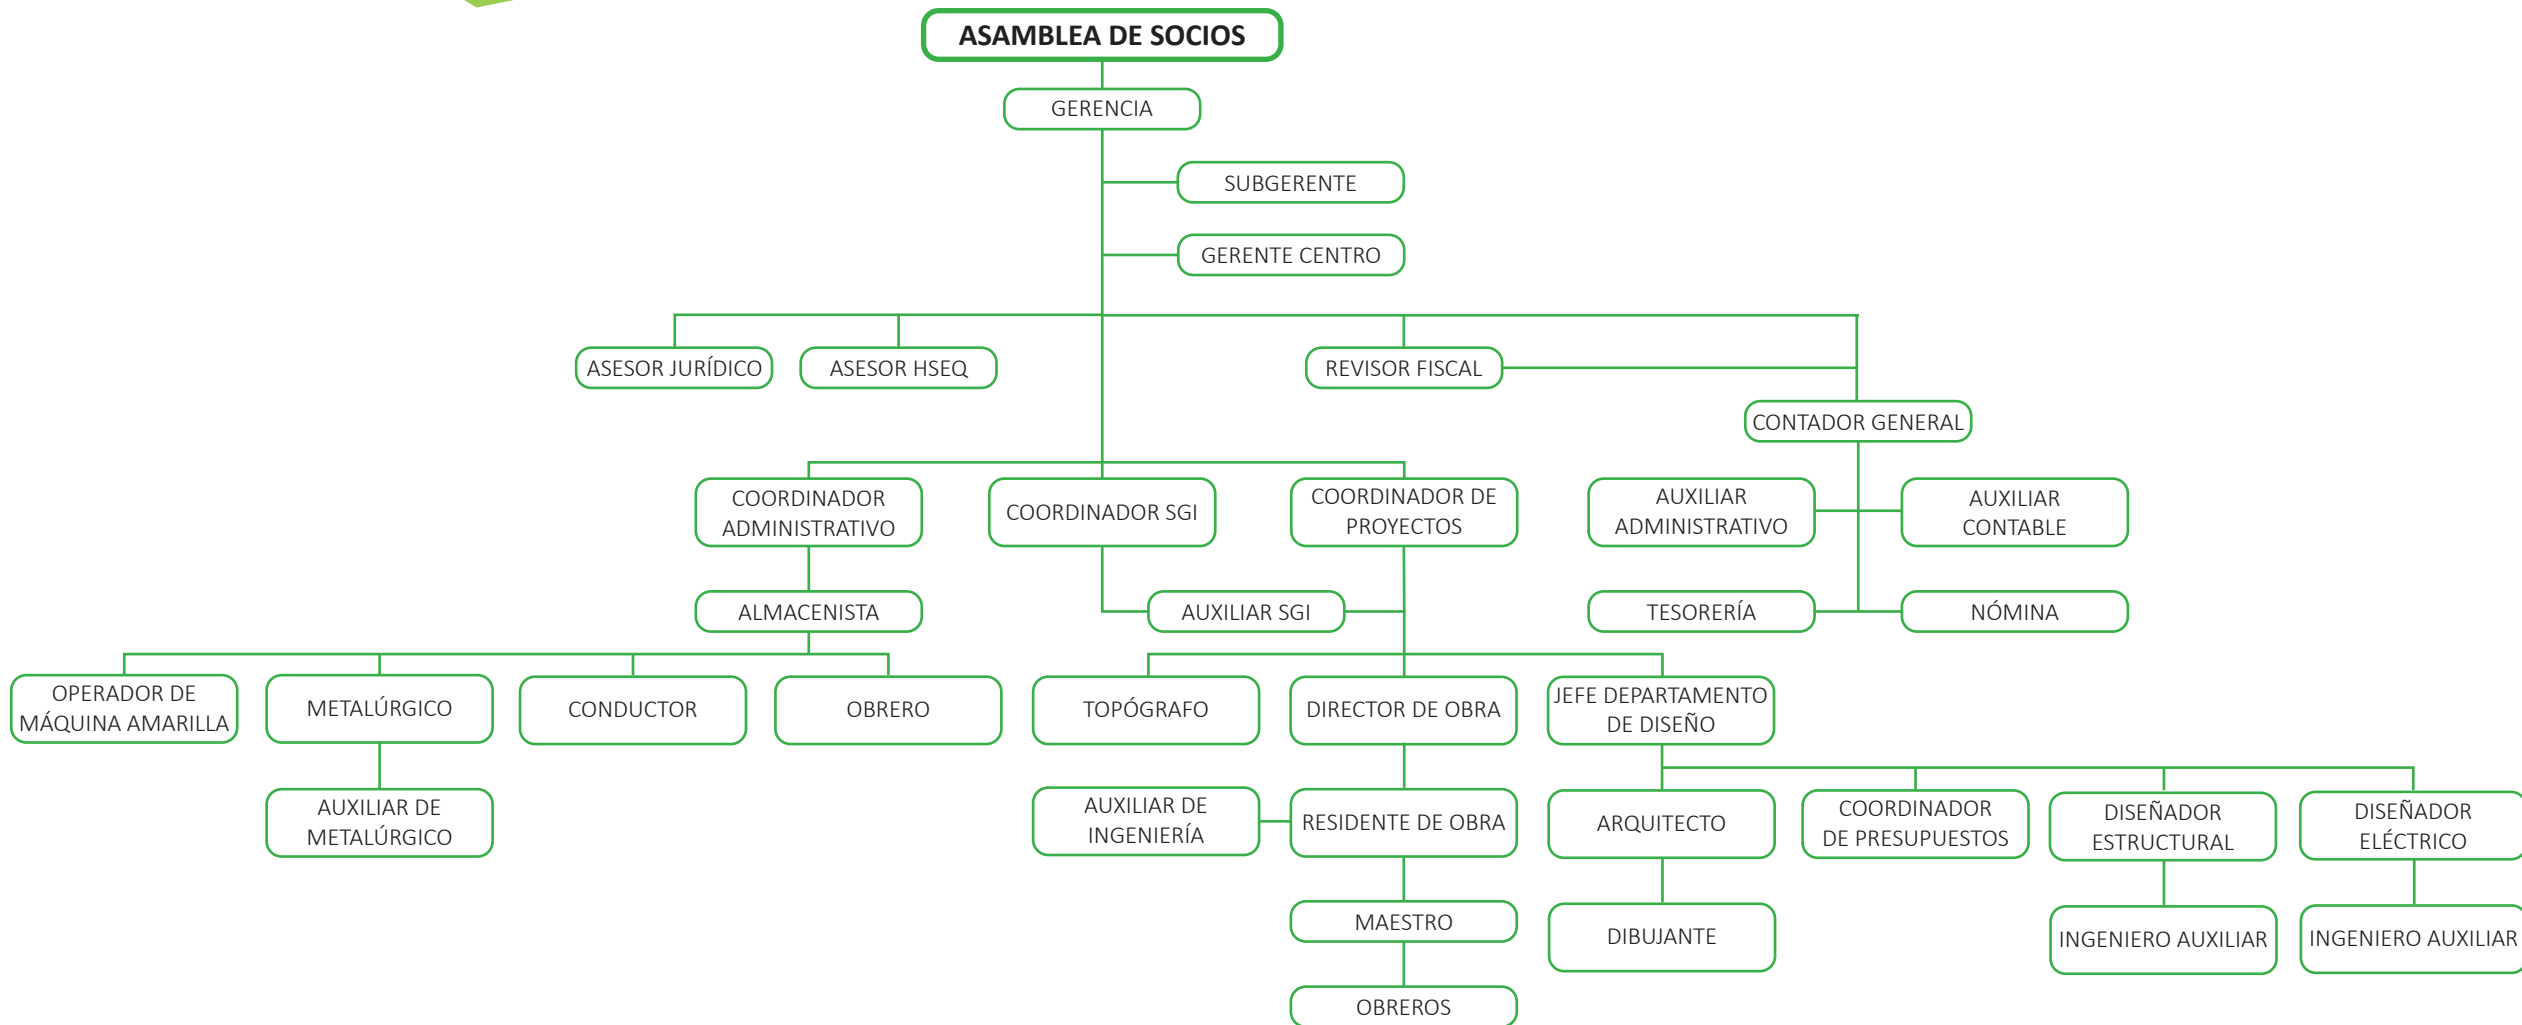 ASAMBLEA DE SOCIOS
GERENCIA
SUBGERENTE
GERENTE CENTRO
ASESOR JURÍDICO
ASESOR HSEQ
REVISOR FISCAL
CONTADOR GENERAL
COORDINADOR
ADMINISTRATIVO
COORDINADOR SGI
COORDINADOR DE
PROYECTOS
AUXILIAR
ADMINISTRATIVO
AUXILIAR
CONTABLE
ALMACENISTA
AUXILIAR SGI
TESORERÍA
NÓMINA
OPERADOR DE
MÁQUINA AMARILLA
METALÚRGICO
CONDUCTOR
OBRERO
TOPÓGRAFO
DIRECTOR DE OBRA
JEFE DEPARTAMENTO
DE DISEÑO
AUXILIAR DE
METALÚRGICO
AUXILIAR DE
INGENIERÍA
RESIDENTE DE OBRA
ARQUITECTO
COORDINADOR
DE PRESUPUESTOS
DISEÑADOR
ESTRUCTURAL
DISEÑADOR
ELÉCTRICO
MAESTRO
DIBUJANTE
INGENIERO AUXILIAR
INGENIERO AUXILIAR
OBREROS